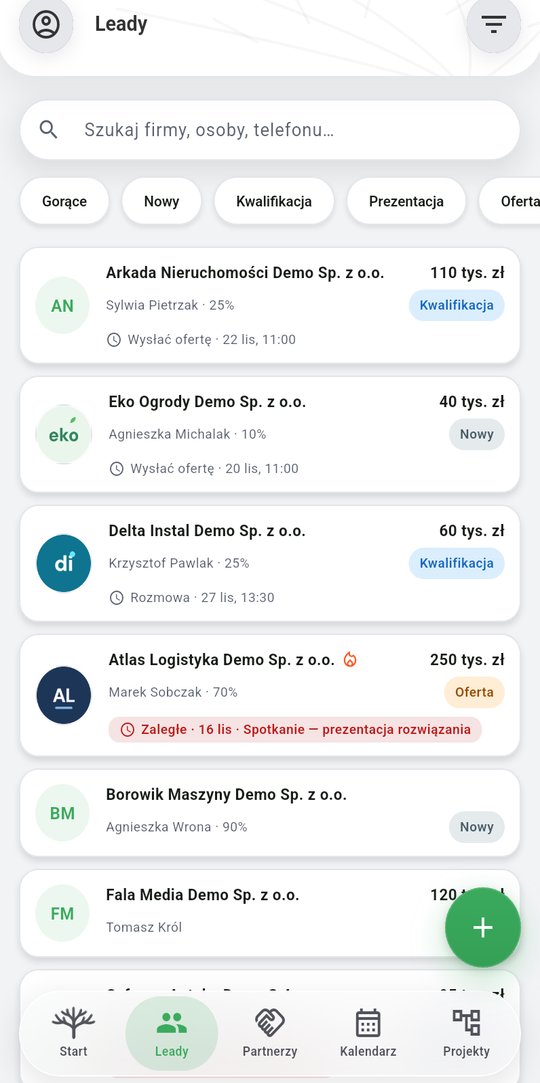 Leady
Szukaj firmy, osoby, telefonu…
Gorące
Nowy
Kwalifikacja
Prezentacja
Oferta
Arkada Nieruchomości Demo Sp. z o.o.
110 tys. zł
AN
Sylwia Pietrzak · 25%
Kwalifikacja
Wysłać ofertę · 22 lis, 11:00
Eko Ogrody Demo Sp. z o.o.
40 tys. zł
eko
Agnieszka Michalak · 10%
Nowy
Wysłać ofertę · 20 lis, 11:00
Delta Instal Demo Sp. z o.o.
60 tys. zł
di
Krzysztof Pawlak · 25%
Kwalifikacja
Rozmowa · 27 lis, 13:30
Atlas Logistyka Demo Sp. z o.o.
250 tys. zł
AL
Marek Sobczak · 70%
Oferta
Zaległe · 16 lis · Spotkanie — prezentacja rozwiązania
Borowik Maszyny Demo Sp. z o.o.
BM
Agnieszka Wrona · 90%
Nowy
Fala Media Demo Sp. z o.o.
120
FM
Tomasz Król
Start
Leady
Partnerzy
Kalendarz
Projekty